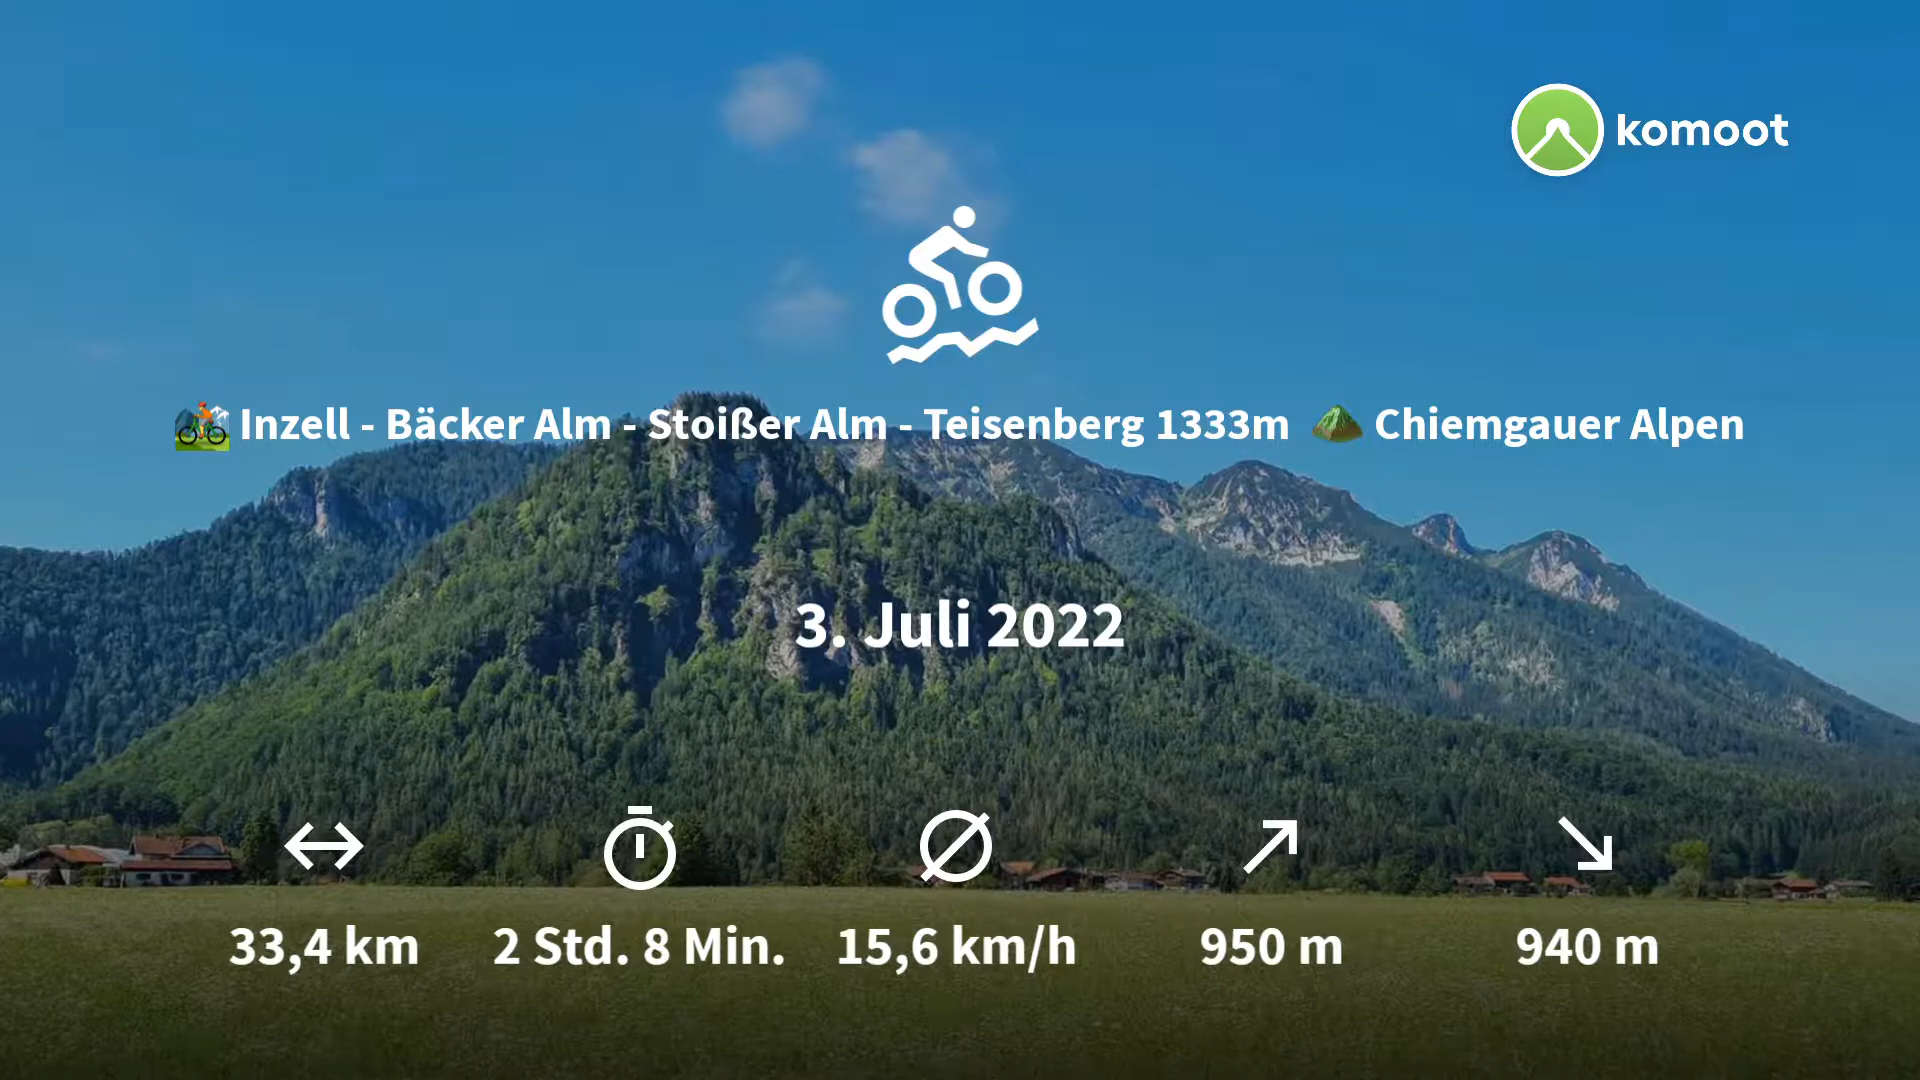 komoot
Inzell - Bäcker Alm - Stoißer Alm - Teisenberg 1333m Chiemgauer Alpen
3. Juli 2022
33,4 km 2 Std. 8 Min. 15,6 km/h 950 m 940 m